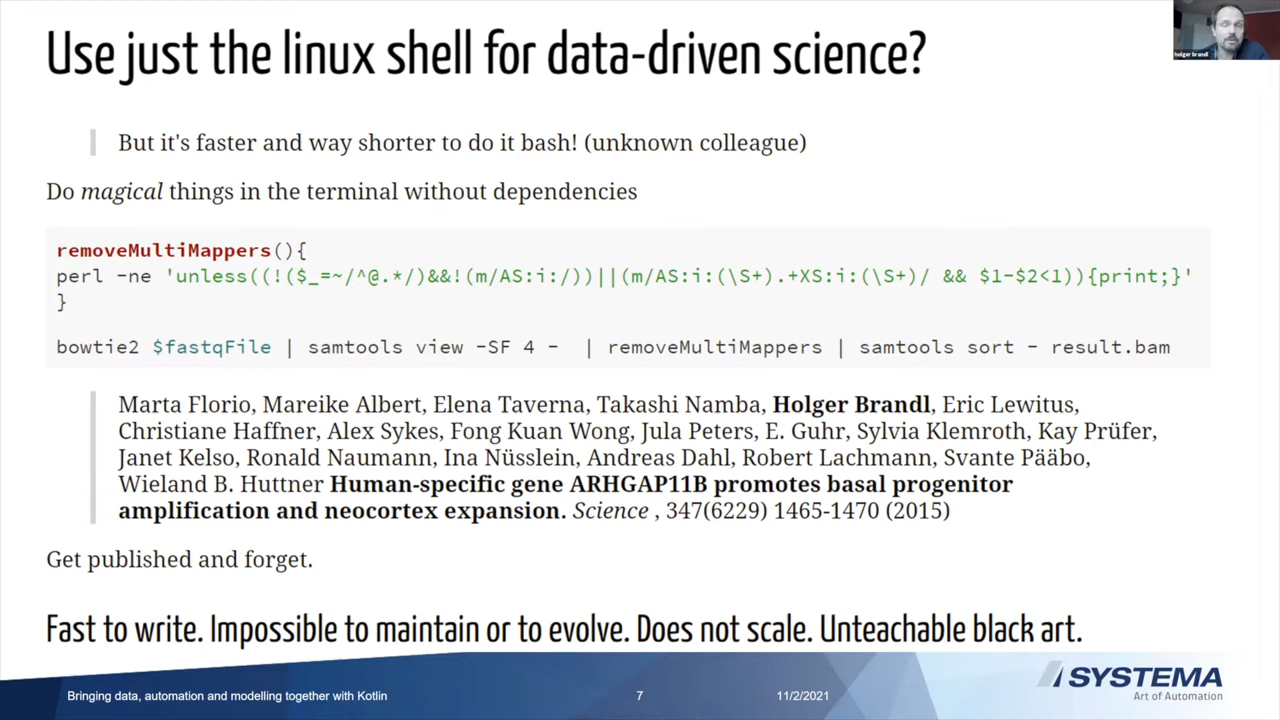 Use just the linux shell for data-driven science?
holger brandl
But it's faster and way shorter to do it bash! (unknown colleague)
Do magical things in the terminal without dependencies
removeMultiMappers(){
perl -ne 'unless((!($_=~/^@.*/)&&!(m/AS:i:/))||(m/AS:i:(\S+).+XS:i:(\S+)/ && $1-$2<1)){print;}'
}
bowtie2 $fastqFile | samtools view -SF 4 -  | removeMultiMappers | samtools sort - result.bam
Marta Florio, Mareike Albert, Elena Taverna, Takashi Namba, Holger Brandl, Eric Lewitus,
Christiane Haffner, Alex Sykes, Fong Kuan Wong, Jula Peters, E. Guhr, Sylvia Klemroth, Kay Prüfer,
Janet Kelso, Ronald Naumann, Ina Nüsslein, Andreas Dahl, Robert Lachmann, Svante Pääbo,
Wieland B. Huttner Human-specific gene ARHGAP11B promotes basal progenitor
amplification and neocortex expansion. Science , 347(6229) 1465-1470 (2015)
Get published and forget.
Fast to write. Impossible to maintain or to evolve. Does not scale. Unteachable black art.
Bringing data, automation and modelling together with Kotlin
7
11/2/2021
SYSTEMA
Art of Automation